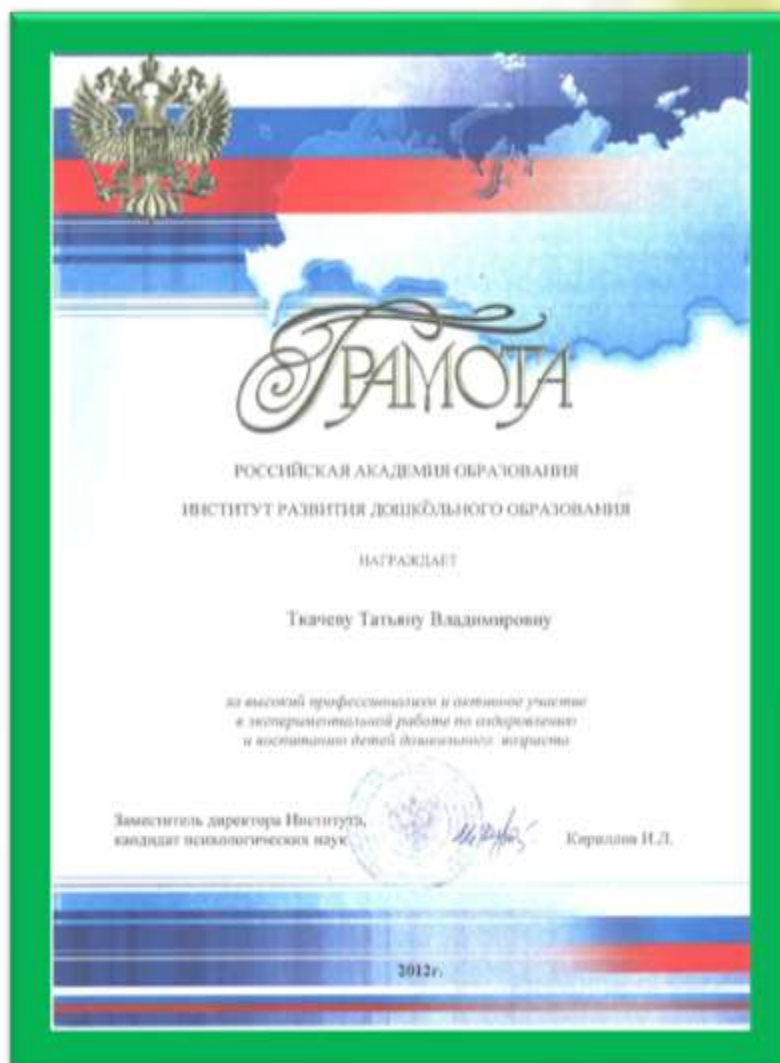 ГРАМОТА
РОССИЙСКАЯ АКАДЕМИЯ ОБРАЗОВАНИЯ
ИНСТИТУТ РАЗВИТИЯ ДОШКОЛЬНОГО ОБРАЗОВАНИЯ
НАГРАЖДАЕТ
Ткачеву Татьяну Владимировну
за высокий профессионализм и активное участие
в экспериментальной работе по оздоровлению
и воспитанию детей дошкольного возраста
Заместитель директора Института,
кандидат психологических наук
Кириллов И.Л.
2012г.